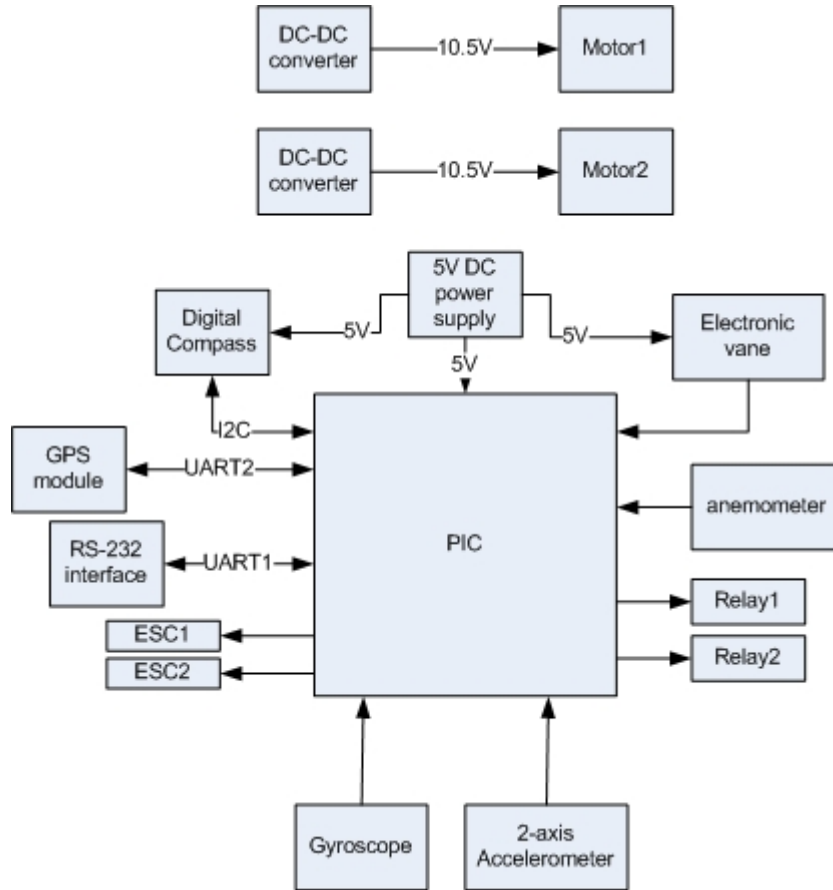 DC-DC
converter
10.5V
Motor1
DC-DC
converter
10.5V
Motor2
5V DC
power
supply
Digital
Compass
5V
5V
Electronic
vane
5V
I2C
GPS
module
UART2
anemometer
PIC
RS-232
interface
UART1
Relay1
ESC1
Relay2
ESC2
Gyroscope
2-axis
Accelerometer